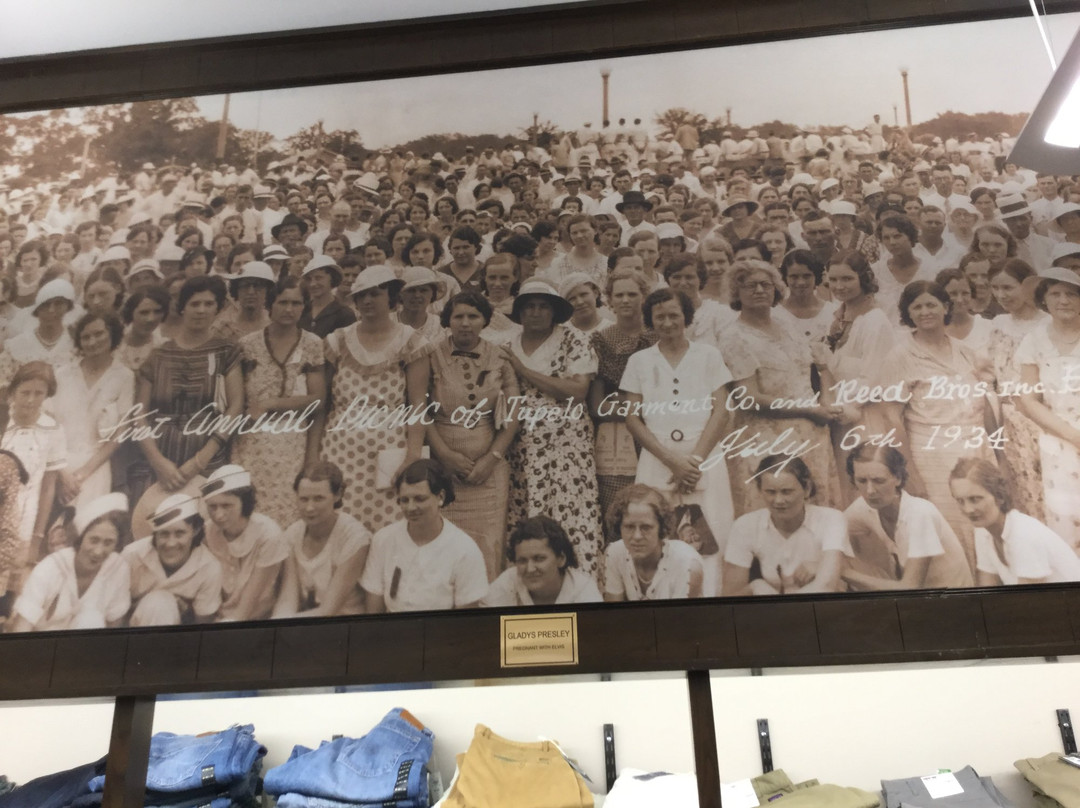 First Annual Picnic of Tupelo Garment Co. and Reed Bros. Inc.
July 6th 1934
GLADYS PRESLEY
PREGNANT WITH ELVIS